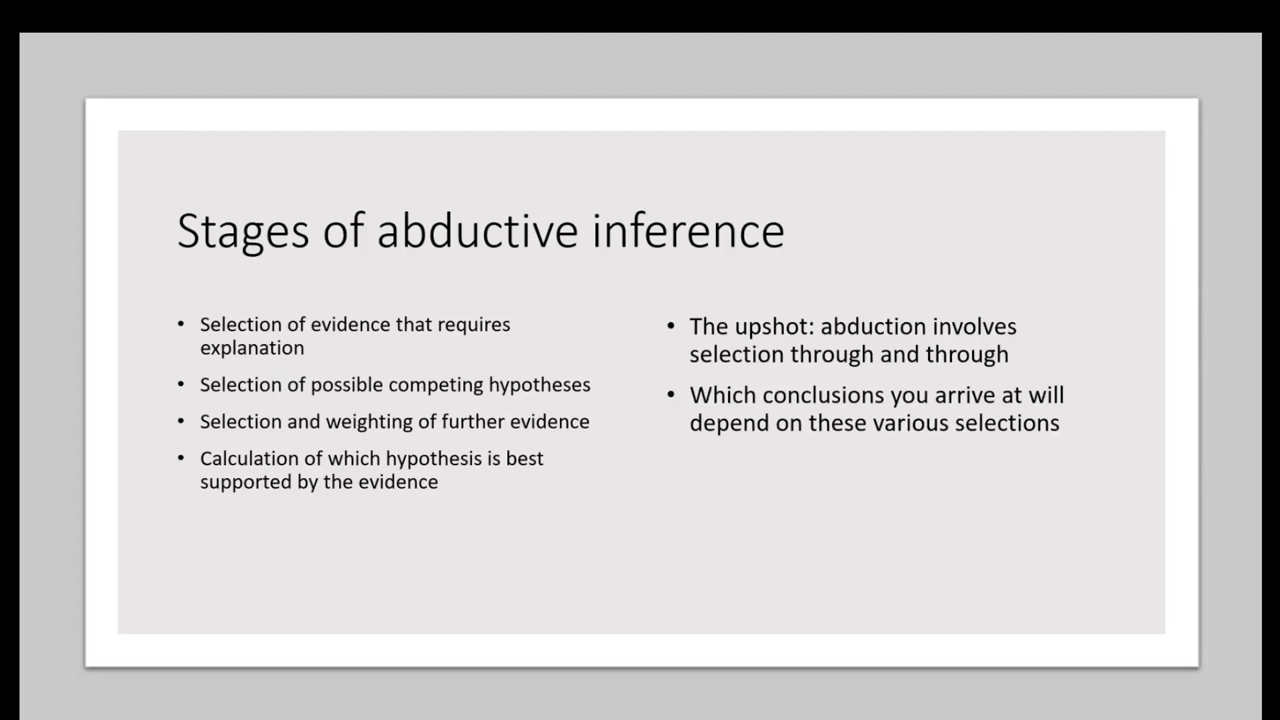 Stages of abductive inference
• Selection of evidence that requires
explanation
• Selection of possible competing hypotheses
• Selection and weighting of further evidence
• Calculation of which hypothesis is best
supported by the evidence
• The upshot: abduction involves
selection through and through
• Which conclusions you arrive at will
depend on these various selections